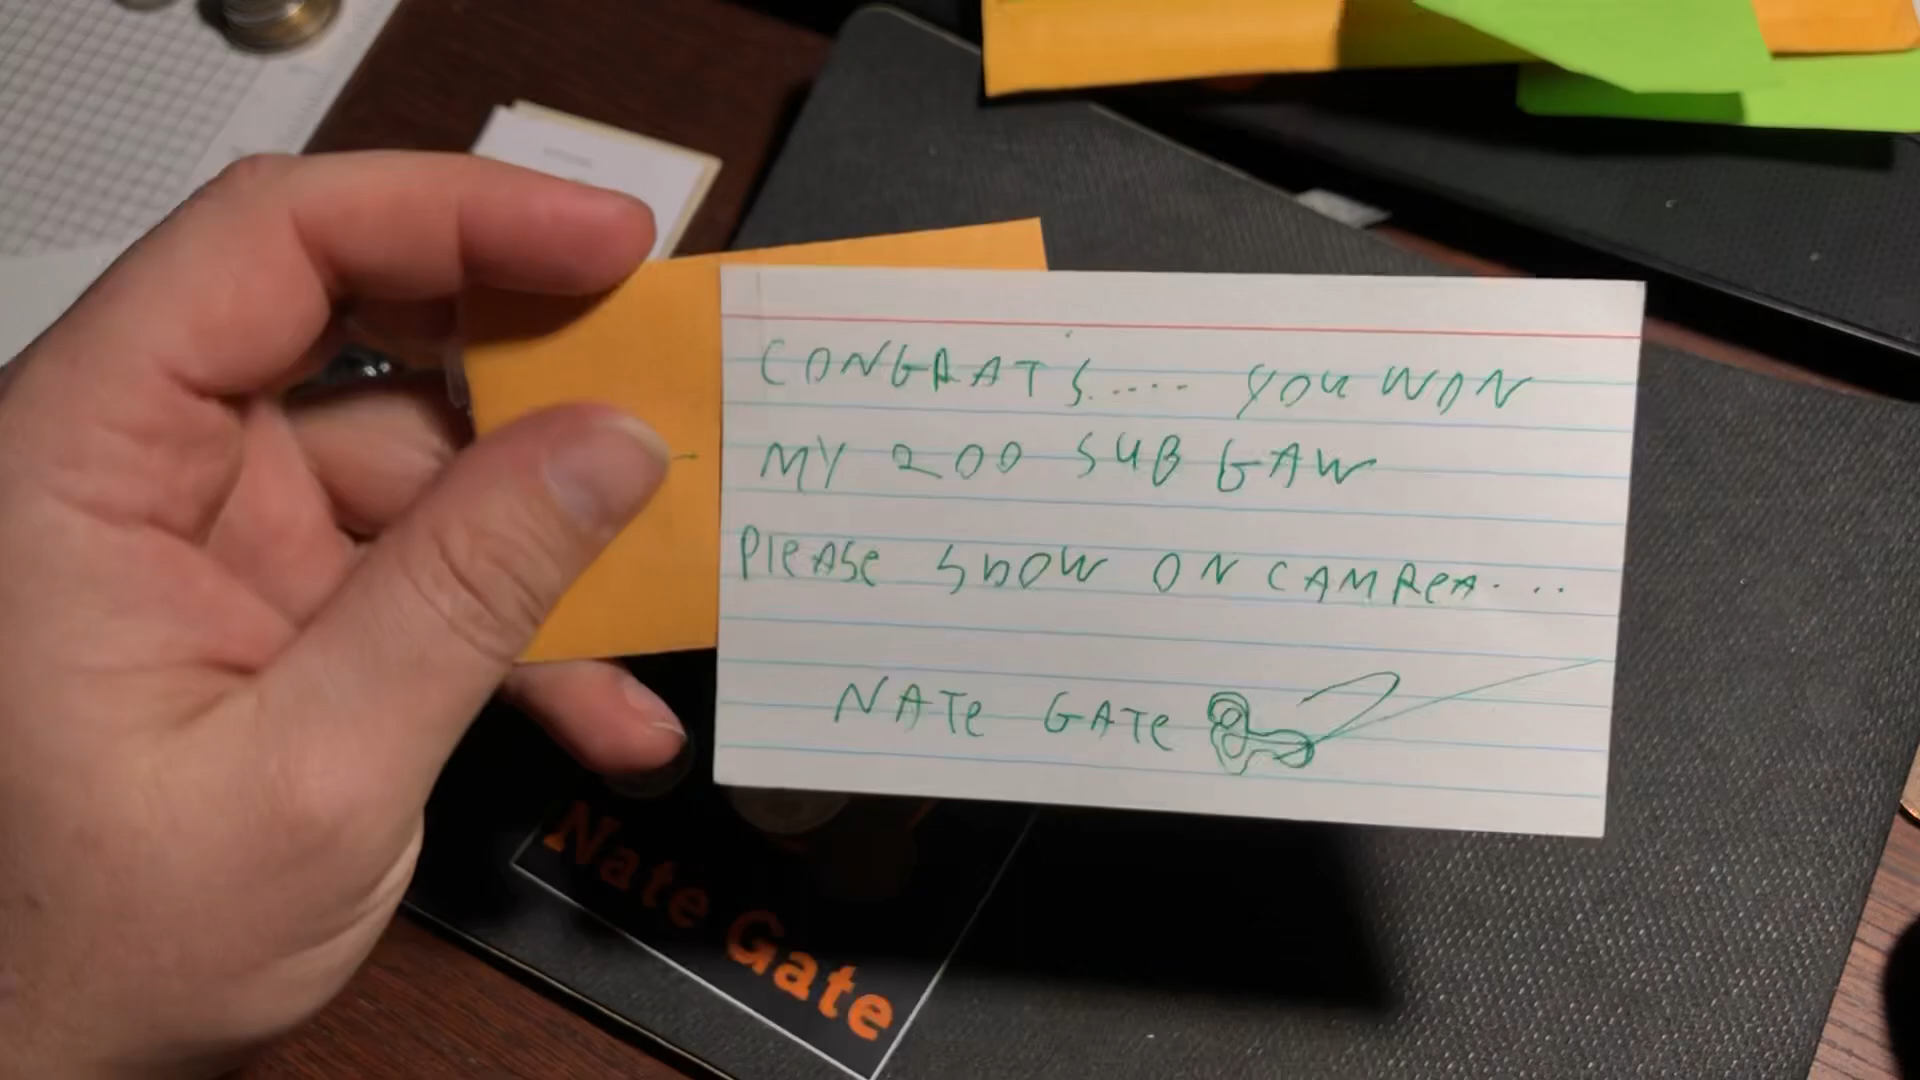 CONGRATS..... YOU WON
MY 200 SUB GAW
PleASe ShOW ON CAMReA....
NATe GATe
Nate Gate